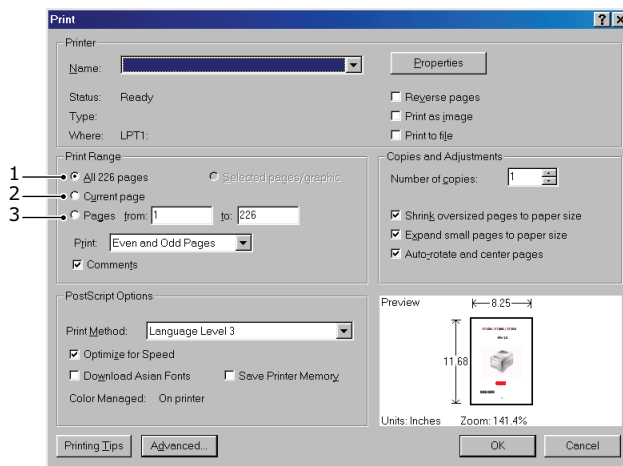 Print
Printer
Name:
Properties
Status: Ready
Type:
Where: LPT1:
Reverse pages
Print as image
Print to file
Print Range
1 All 226 pages Selected pages/graphic
2 Current page
3 Pages from: 1 to: 226
Print: Even and Odd Pages
Comments
Copies and Adjustments
Number of copies: 1
Shrink oversized pages to paper size
Expand small pages to paper size
Auto-rotate and center pages
PostScript Options
Print Method: Language Level 3
Optimize for Speed
Download Asian Fonts Save Printer Memory
Color Managed: On printer
Preview
8.25
11.68
Units: Inches Zoom: 141.4%
Printing Tips Advanced... OK Cancel